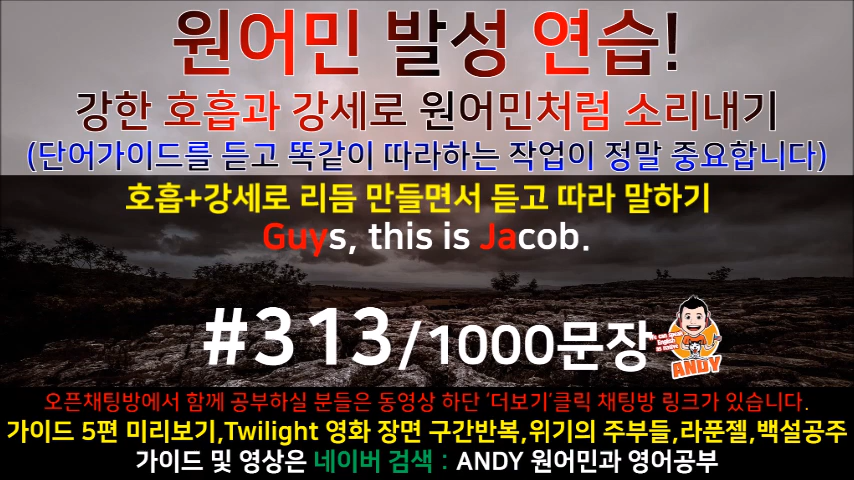 원어민 발성 연습!
강한 호흡과 강세로 원어민처럼 소리내기
(단어가이드를 듣고 똑같이 따라하는 작업이 정말 중요합니다)
호흡+강세로 리듬 만들면서 듣고 따라 말하기
Guys, this is Jacob.
#313/1000문장
ANDY
오픈채팅방에서 함께 공부하실 분들은 동영상 하단 ‘더보기’클릭 채팅방 링크가 있습니다.
가이드 5편 미리보기,Twilight 영화 장면 구간반복,위기의 주부들,라푼젤,백설공주
가이드 및 영상은 네이버 검색 : ANDY 원어민과 영어공부